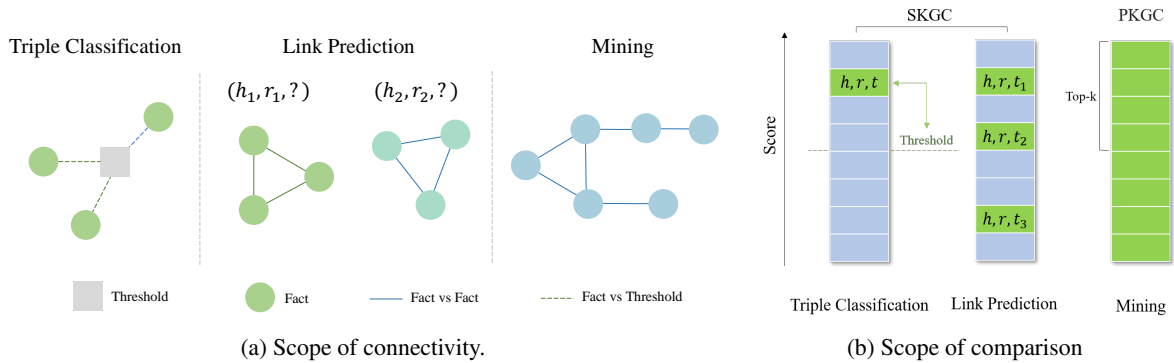 Triple Classification
Link Prediction
Mining
(h₁, r₁, ?)
(h₂, r₂, ?)
Threshold
Fact
Fact vs Fact
Fact vs Threshold
(a) Scope of connectivity.
SKGC
PKGC
Score
h, r, t
h, r, t₁
h, r, t₂
h, r, t₃
Threshold
Top-k
Triple Classification
Link Prediction
Mining
(b) Scope of comparison